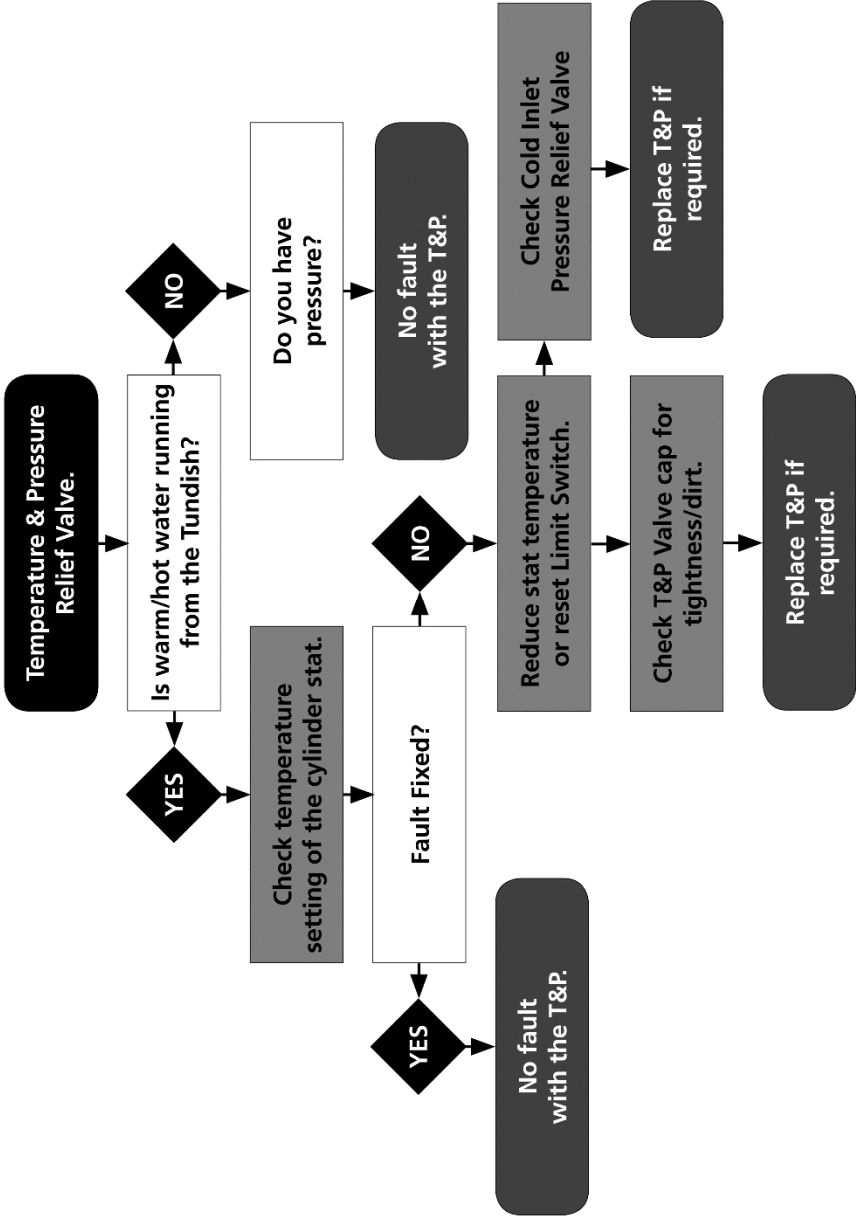 Temperature & Pressure
Relief Valve.
Is warm/hot water running
from the Tundish?
YES
NO
Check temperature
setting of the cylinder stat.
Do you have
pressure?
Fault Fixed?
No fault
with the T&P.
YES
NO
No fault
with the T&P.
Reduce stat temperature
or reset Limit Switch.
Check Cold Inlet
Pressure Relief Valve
Check T&P Valve cap for
tightness/dirt.
Replace T&P if
required.
Replace T&P if
required.